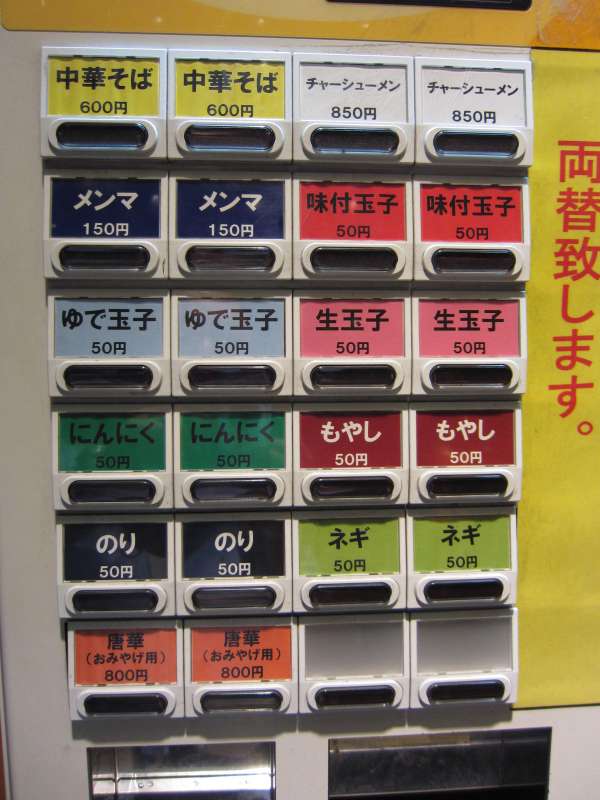 中華そば
600円
中華そば
600円
チャーシューメン
850円
チャーシューメン
850円
メンマ
150円
メンマ
150円
味付玉子
50円
味付玉子
50円
ゆで玉子
50円
ゆで玉子
50円
生玉子
50円
生玉子
50円
にんにく
50円
にんにく
50円
もやし
50円
もやし
50円
のり
50円
のり
50円
ネギ
50円
ネギ
50円
唐華
(おみやげ用)
800円
唐華
(おみやげ用)
800円
両替致します。